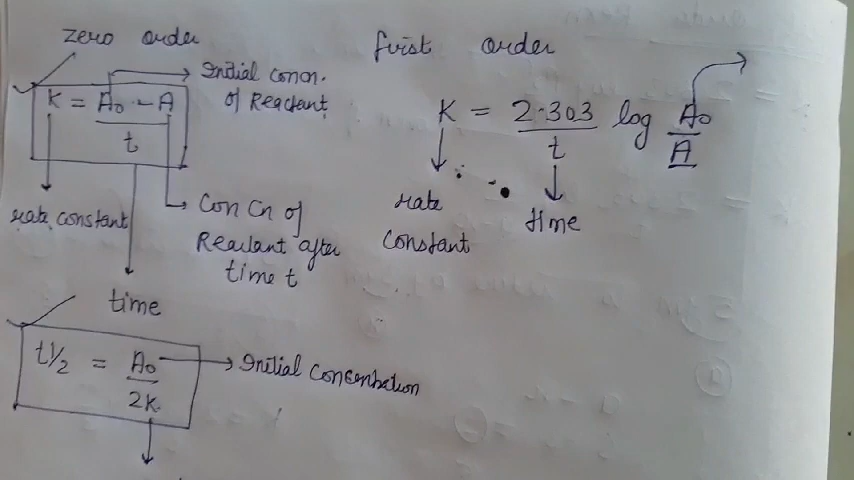 zero order
Initial concn.
of Reactant
K = A0 - A
t
rate constant
Con Cn of
Reactant after
time t
time
t1/2 = A0
2K
Initial Concentration
first order
K = 2.303 log A0
t A
rate
constant
time